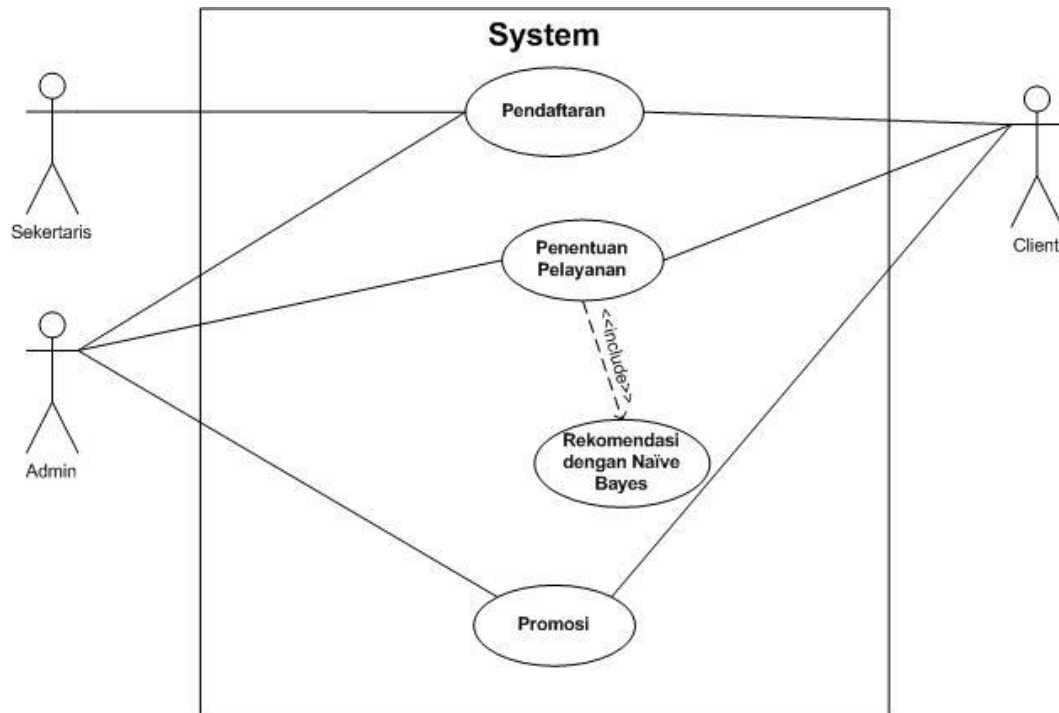 System
Pendaftaran
Sekertaris
Client
Penentuan
Pelayanan
<<include>>
Admin
Rekomendasi
dengan Naïve
Bayes
Promosi